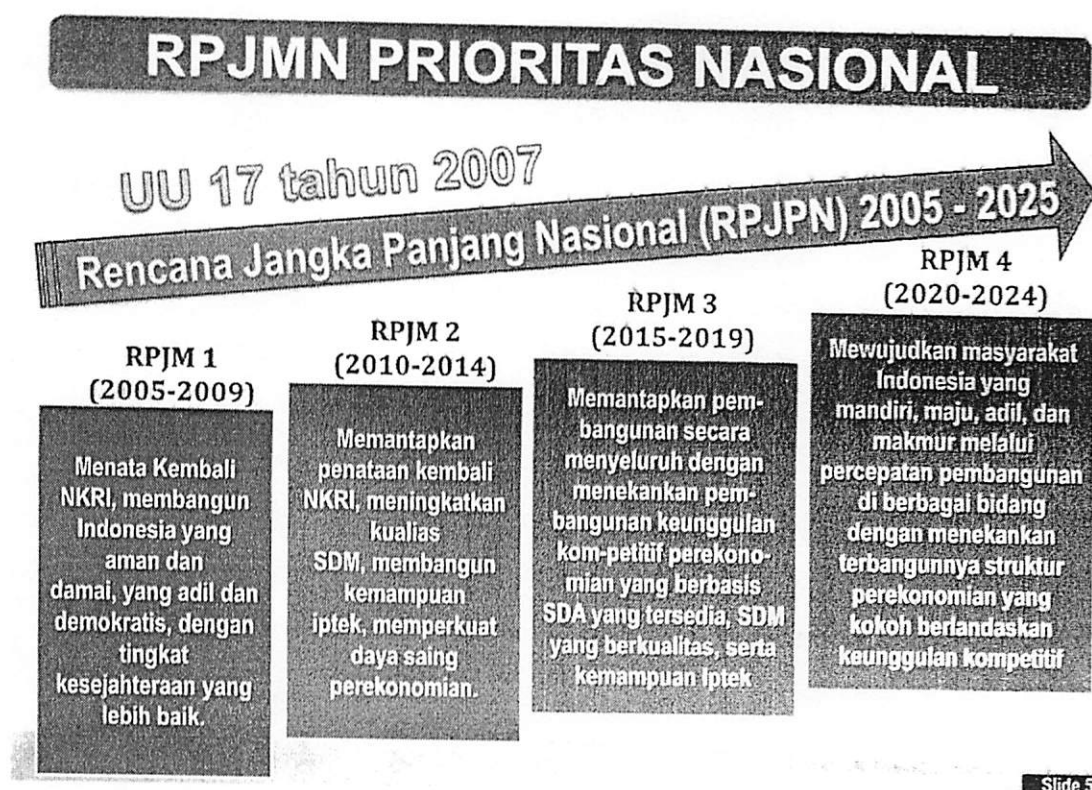 RPJMN PRIORITAS NASIONAL
UU 17 tahun 2007
Rencana Jangka Panjang Nasional (RPJPN) 2005 - 2025
RPJM 1
(2005-2009)
Menata Kembali
NKRI, membangun
Indonesia yang
aman dan
damai, yang adil dan
demokratis, dengan
tingkat
kesejahteraan yang
lebih baik.
RPJM 2
(2010-2014)
Memantapkan
penataan kembali
NKRI, meningkatkan
kualias
SDM, membangun
kemampuan
iptek, memperkuat
daya saing
perekonomian.
RPJM 3
(2015-2019)
Memantapkan pem-
bangunan secara
menyeluruh dengan
menekankan pem-
bangunan keunggulan
kom-petitif perekono-
mian yang berbasis
SDA yang tersedia, SDM
yang berkualitas, serta
kemampuan Iptek
RPJM 4
(2020-2024)
Mewujudkan masyarakat
Indonesia yang
mandiri, maju, adil, dan
makmur melalui
percepatan pembangunan
di berbagai bidang
dengan menekankan
terbangunnya struktur
perekonomian yang
kokoh berlandaskan
keunggulan kompetitif
Slide 5